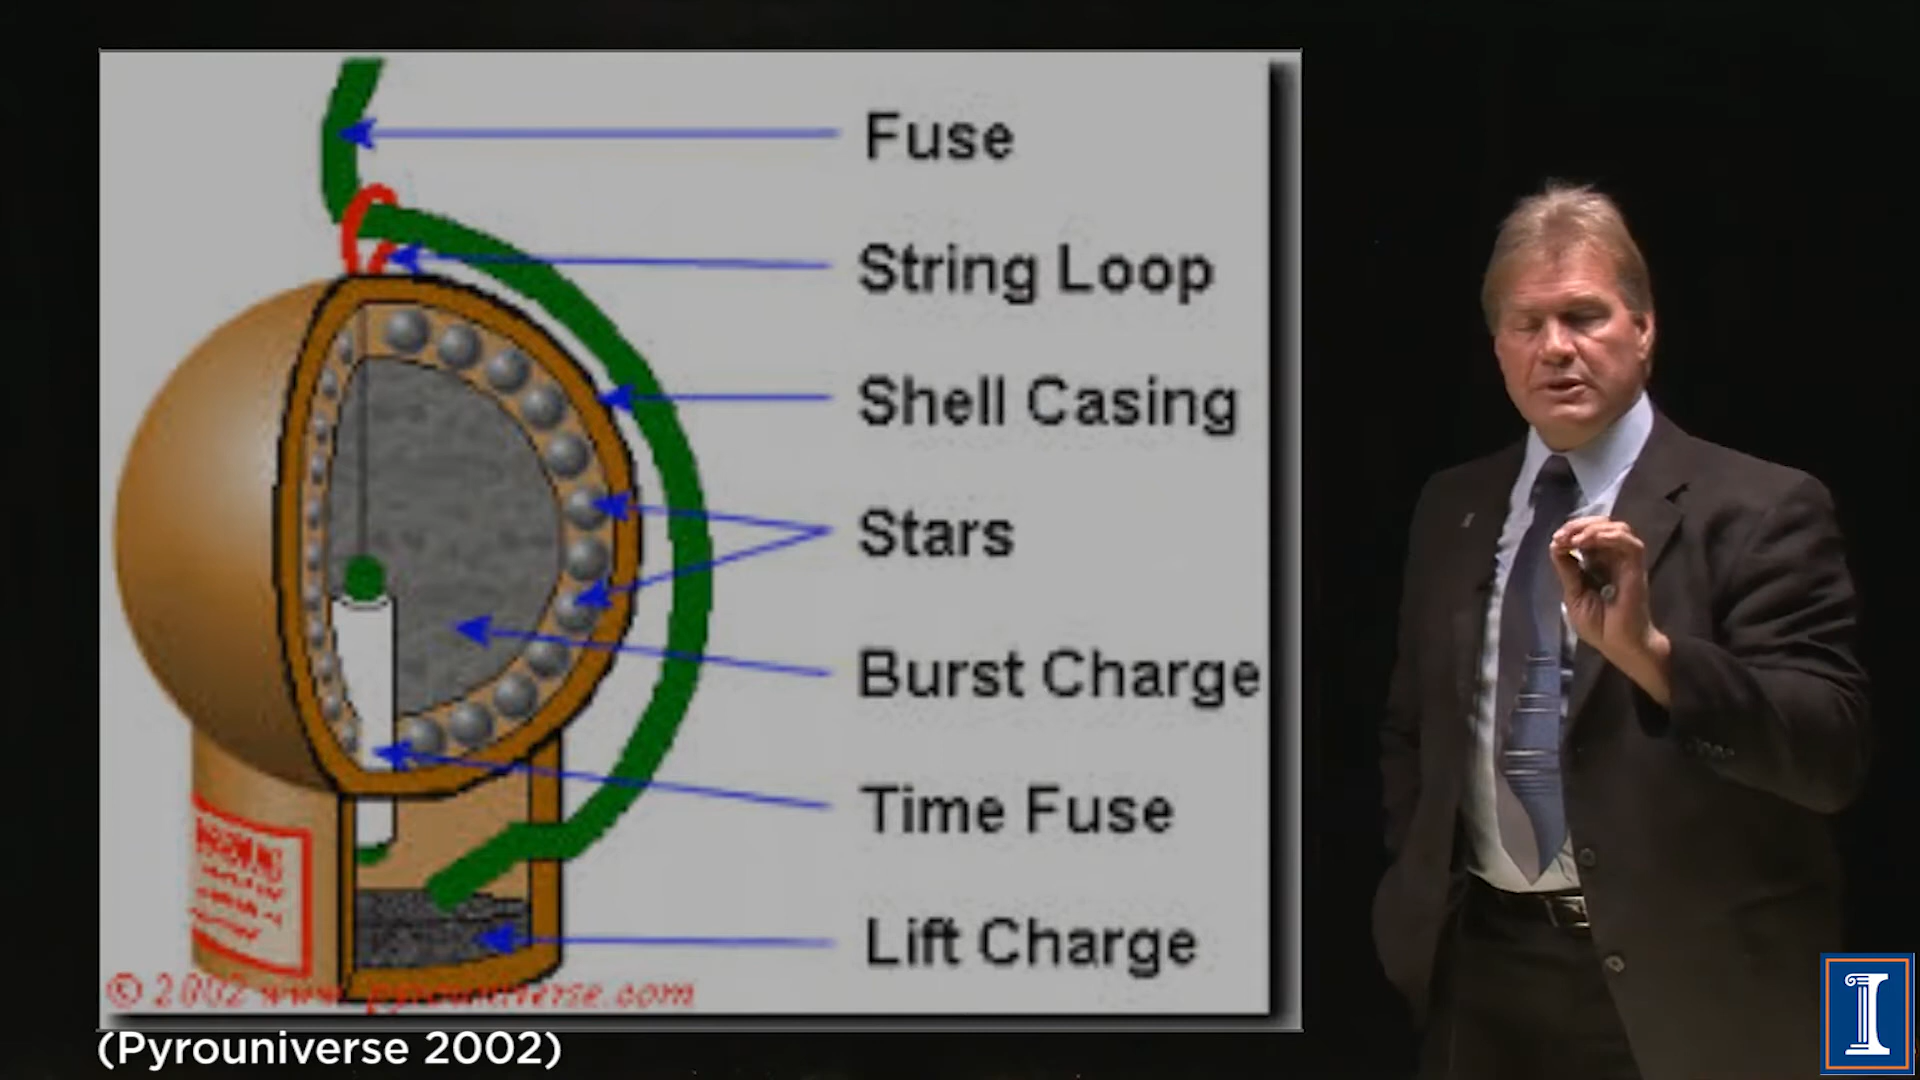 Fuse
String Loop
Shell Casing
Stars
Burst Charge
Time Fuse
Lift Charge
© 2002 www.pyrouniverse.com
(Pyrouniverse 2002)
I